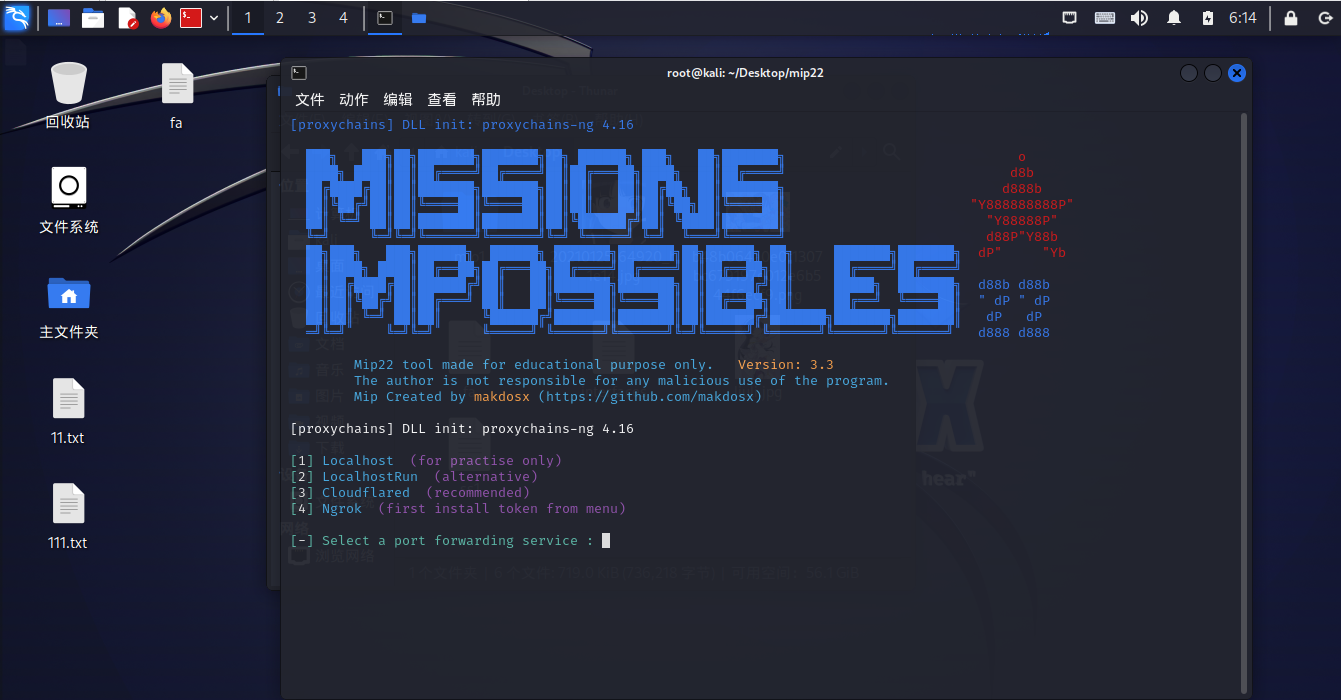 1 2 3 4 6:14
回收站
fa
文件系统
主文件夹
11.txt
111.txt
root@kali: ~/Desktop/mip22
文件 动作 编辑 查看 帮助
[proxychains] DLL init: proxychains-ng 4.16
MISSIONS
IMPOSSIBLES
o
d8b
d888b
"Y888888888P"
"Y88888P"
d88P"Y88b
dP" "Yb
d88b d88b
" dP " dP
dP dP
d888 d888
Mip22 tool made for educational purpose only. Version: 3.3
The author is not responsible for any malicious use of the program.
Mip Created by makdosx (https://github.com/makdosx)
[proxychains] DLL init: proxychains-ng 4.16
[1] Localhost (for practise only)
[2] LocalhostRun (alternative)
[3] Cloudflared (recommended)
[4] Ngrok (first install token from menu)
[-] Select a port forwarding service :
hear"